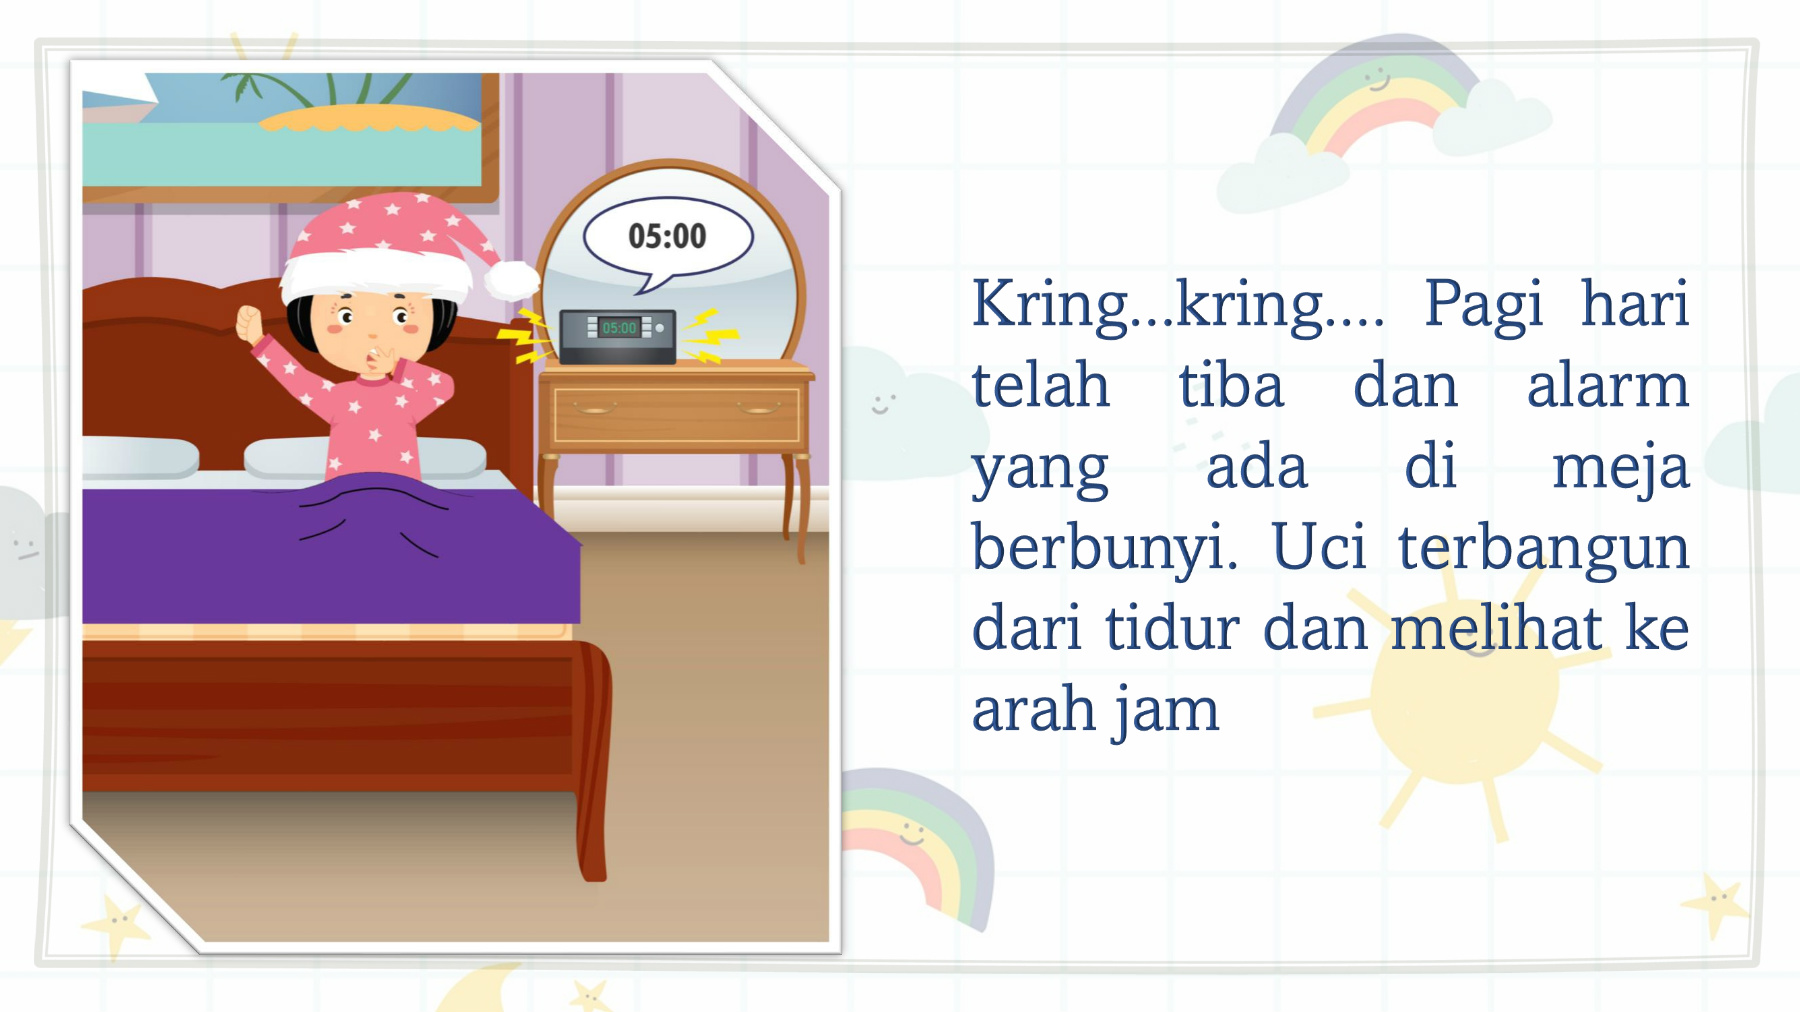 05:00
05:00
Kring...kring.... Pagi hari
telah tiba dan alarm
yang ada di meja
berbunyi. Uci terbangun
dari tidur dan melihat ke
arah jam